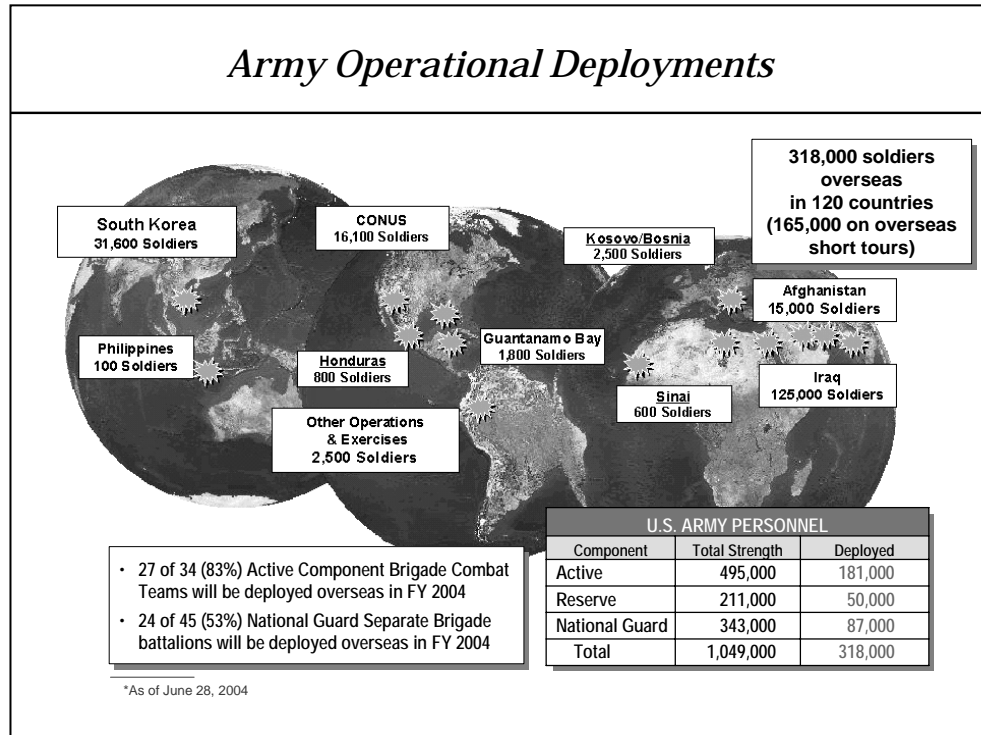 Army Operational Deployments
318,000 soldiers
overseas
in 120 countries
(165,000 on overseas
short tours)
South Korea
31,600 Soldiers
CONUS
16,100 Soldiers
Kosovo/Bosnia
2,500 Soldiers
Afghanistan
15,000 Soldiers
Philippines
100 Soldiers
Honduras
800 Soldiers
Guantanamo Bay
1,800 Soldiers
Sinai
600 Soldiers
Iraq
125,000 Soldiers
Other Operations
& Exercises
2,500 Soldiers
• 27 of 34 (83%) Active Component Brigade Combat
Teams will be deployed overseas in FY 2004
• 24 of 45 (53%) National Guard Separate Brigade
battalions will be deployed overseas in FY 2004
U.S. ARMY PERSONNEL
Component Total Strength Deployed
Active 495,000 181,000
Reserve 211,000 50,000
National Guard 343,000 87,000
Total 1,049,000 318,000
*As of June 28, 2004